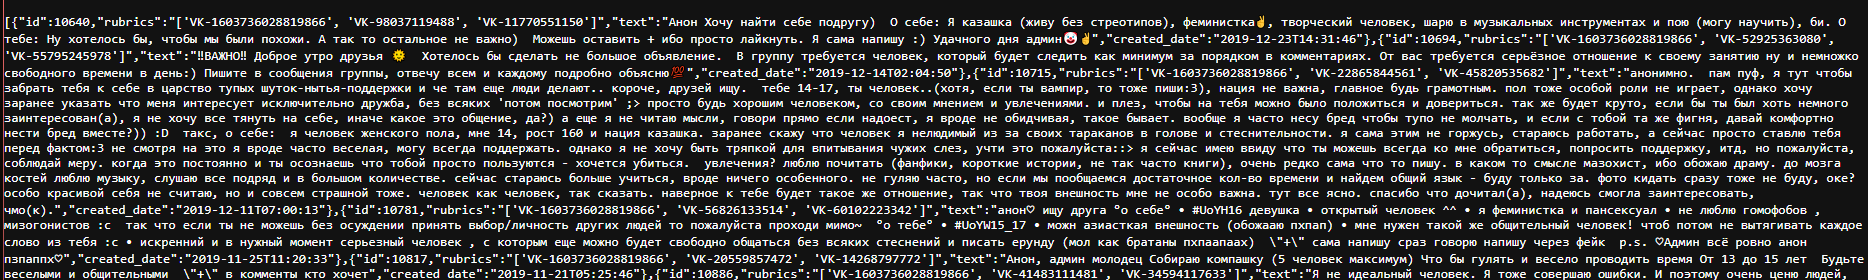 [{"id":10640,"rubrics":"['VK-1603736028819866', 'VK-98037119488', 'VK-11770551150']","text":"Анон Хочу найти себе подругу)  О себе: Я казашка (живу без стреотипов), феминистка✌, творческий человек, шарю в музыкальных инструментах и пою (могу научить), би. О
тебе: Ну хотелось бы, чтобы мы были похожи. А так то остальное не важно)  Можешь оставить + ибо просто лайкнуть. Я сама напишу :) Удачного дня админ🤡✌","created_date":"2019-12-23T14:31:46"},{"id":10694,"rubrics":"['VK-1603736028819866', 'VK-52925363080',
'VK-55795245978']","text":"‼ВАЖНО‼ Доброе утро друзья 🌞  Хотелось бы сделать не большое объявление.  В группу требуется человек, который будет следить как минимум за порядком в комментариях. От вас требуется серьёзное отношение к своему занятию ну и немножко
свободного времени в день:) Пишите в сообщения группы, отвечу всем и каждому подробно объясню💯","created_date":"2019-12-14T02:04:50"},{"id":10715,"rubrics":"['VK-1603736028819866', 'VK-22865844561', 'VK-45820535682']","text":"анонимно.  пам пуф, я тут чтобы
забрать тебя к себе в царство тупых шуток-нытья-поддержки и че там еще люди делают.. короче, друзей ищу.  тебе 14-17, ты человек..(хотя, если ты вампир, то тоже пиши:3), нация не важна, главное будь грамотным. пол тоже особой роли не играет, однако хочу
заранее указать что меня интересует исключительно дружба, без всяких 'потом посмотрим' ;> просто будь хорошим человеком, со своим мнением и увлечениями. и плез, чтобы на тебя можно было положиться и довериться. так же будет круто, если бы ты был хоть немного
заинтересован(а), я не хочу все тянуть на себе, иначе какое это общение, да?) а еще я не читаю мысли, говори прямо если надоест, я вроде не обидчивая, такое бывает. вообще я часто несу бред чтобы тупо не молчать, и если с тобой та же фигня, давай комфортно
нести бред вместе?)) :D  такс, о себе:  я человек женского пола, мне 14, рост 160 и нация казашка. заранее скажу что человек я нелюдимый из за своих тараканов в голове и стеснительности. я сама этим не горжусь, стараюсь работать, а сейчас просто ставлю тебя
перед фактом:3 не смотря на это я вроде часто веселая, могу всегда поддержать. однако я не хочу быть тряпкой для впитывания чужих слез, учти это пожалуйста::> я сейчас имею ввиду что ты можешь всегда ко мне обратиться, попросить поддержку, итд, но пожалуйста,
соблюдай меру. когда это постоянно и ты осознаешь что тобой просто пользуются - хочется убиться.  увлечения? люблю почитать (фанфики, короткие истории, не так часто книги), очень редко сама что то пишу. в каком то смысле мазохист, ибо обожаю драму. до мозга
костей люблю музыку, слушаю все подряд и в большом количестве. сейчас стараюсь больше учиться, вроде ничего особенного. не гуляю часто, но если мы пообщаемся достаточное кол-во времени и найдем общий язык - буду только за. фото кидать сразу тоже не буду, оке?
особо красивой себя не считаю, но и совсем страшной тоже. человек как человек, так сказать. наверное к тебе будет такое же отношение, так что твоя внешность мне не особо важна. тут все ясно. спасибо что дочитал(а), надеюсь смогла заинтересовать,
чмо(к).","created_date":"2019-12-11T07:00:13"},{"id":10781,"rubrics":"['VK-1603736028819866', 'VK-56826133514', 'VK-60102223342']","text":"анон♡ ищу друга °о себе° • #UoYH16 девушка • открытый человек ^^ • я феминистка и пансексуал • не люблю гомофобов ,
мизогонистов :с  так что если ты не можешь без осуждении принять выбор/личность других людей то пожалуйста проходи мимо~  °о тебе° • #UoYW15_17 • можн азиасткая внешность (обожааю пхпап) • мне нужен такой же общительный человек! чтоб потом не вытягивать каждое
слово из тебя :с • искренний и в нужный момент серьезный человек , с которым еще можно будет свободно общаться без всяких стеснений и писать ерунду (мол как братаны пхпаапаах)  \"+\" сама напишу сраз говорю напишу через фейк  p.s. ♡Админ всё ровно анон
пзпаппх♡","created_date":"2019-11-25T11:20:33"},{"id":10817,"rubrics":"['VK-1603736028819866', 'VK-20559857472', 'VK-14268797772']","text":"Анон, админ молодец Собираю компашку (5 человек максимум) Что бы гулять и весело проводить время От 13 до 15 лет  Будьте
веселыми и общительными  \"+\" в комменты кто хочет","created_date":"2019-11-21T05:25:46"},{"id":10886,"rubrics":"['VK-1603736028819866', 'VK-41483111481', 'VK-34594117633']","text":"Я не идеальный человек. Я тоже совершаю ошибки. И поэтому очень ценю людей,